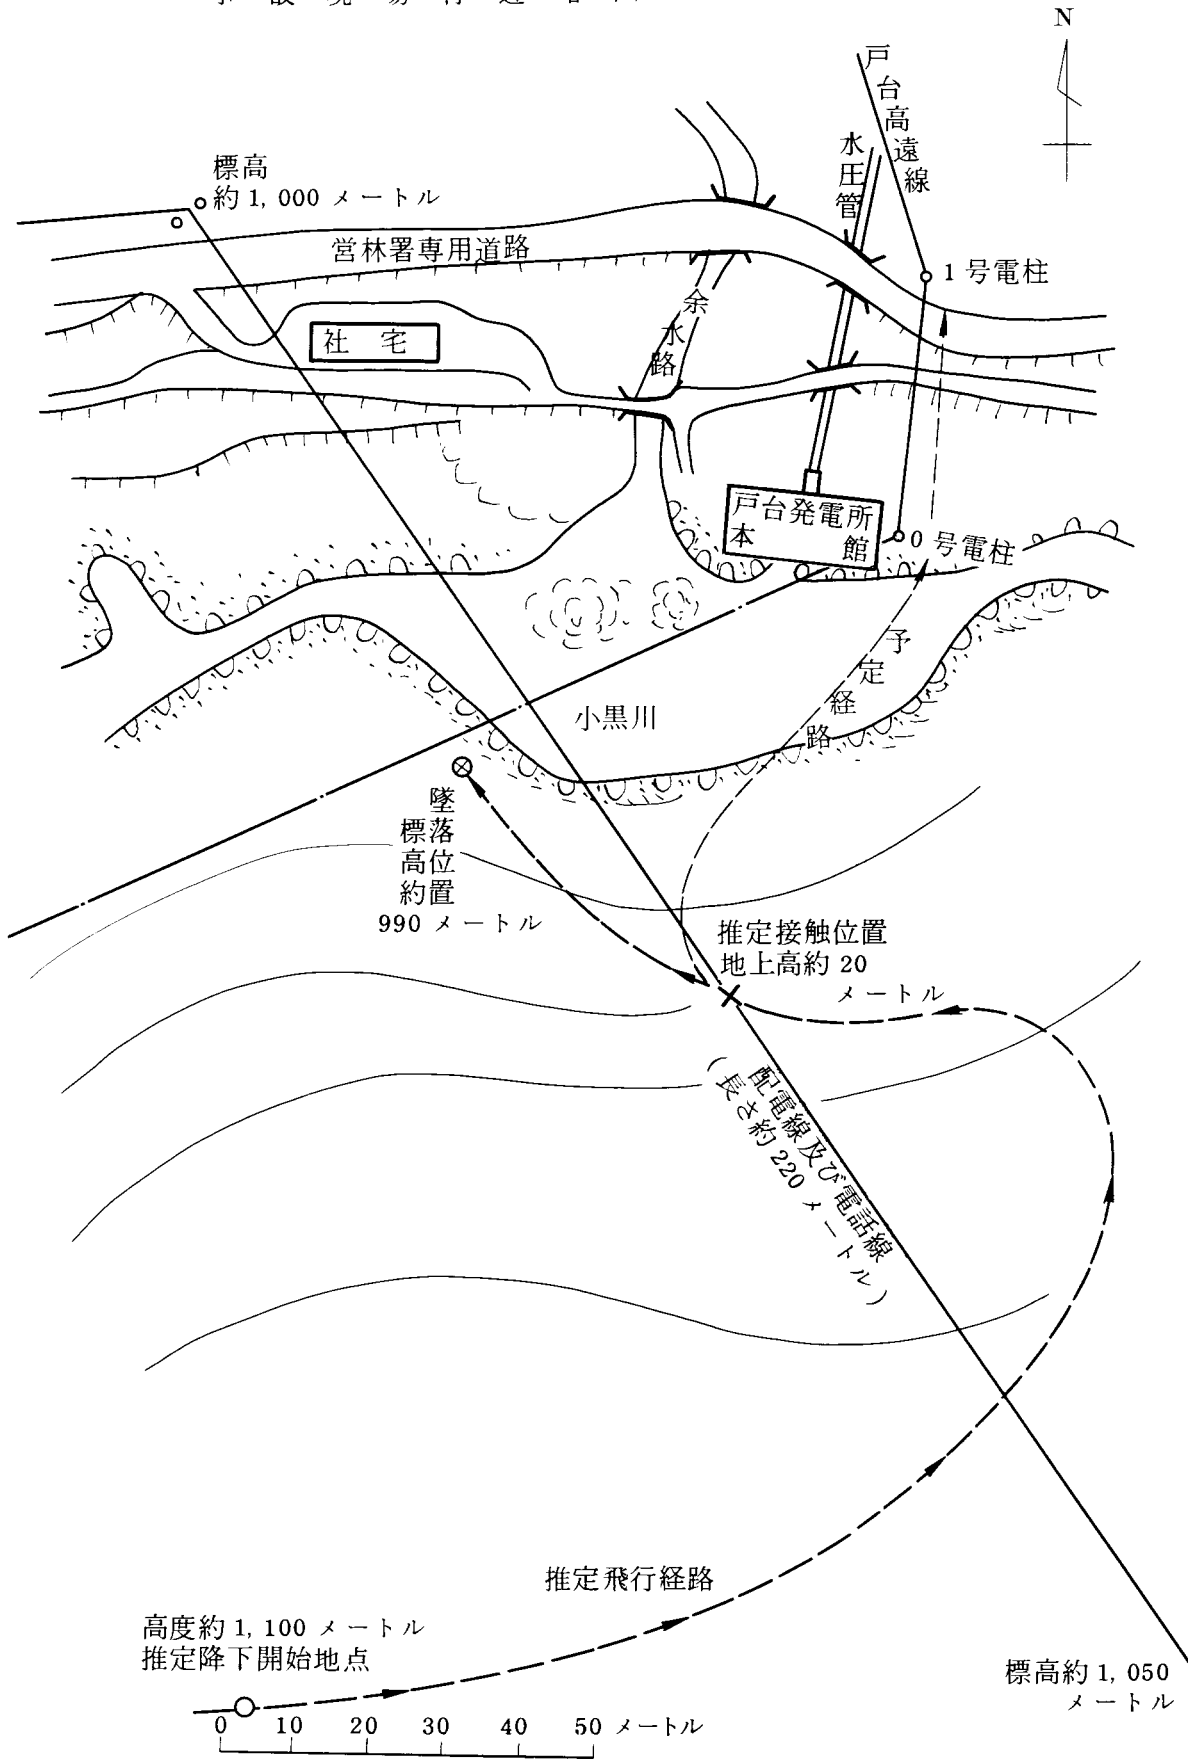 N
戸台高遠線
水圧管
標高
約1,000 メートル
営林署専用道路
1号電柱
余水路
社 宅
戸台発電所
本 館
0号電柱
予定経路
小黒川
墜落位置
標高約
990 メートル
推定接触位置
地上高約20
メートル
配電線及び電話線
(長さ約220メートル)
推定飛行経路
高度約1,100 メートル
推定降下開始地点
標高約1,050
メートル
0 10 20 30 40 50 メートル